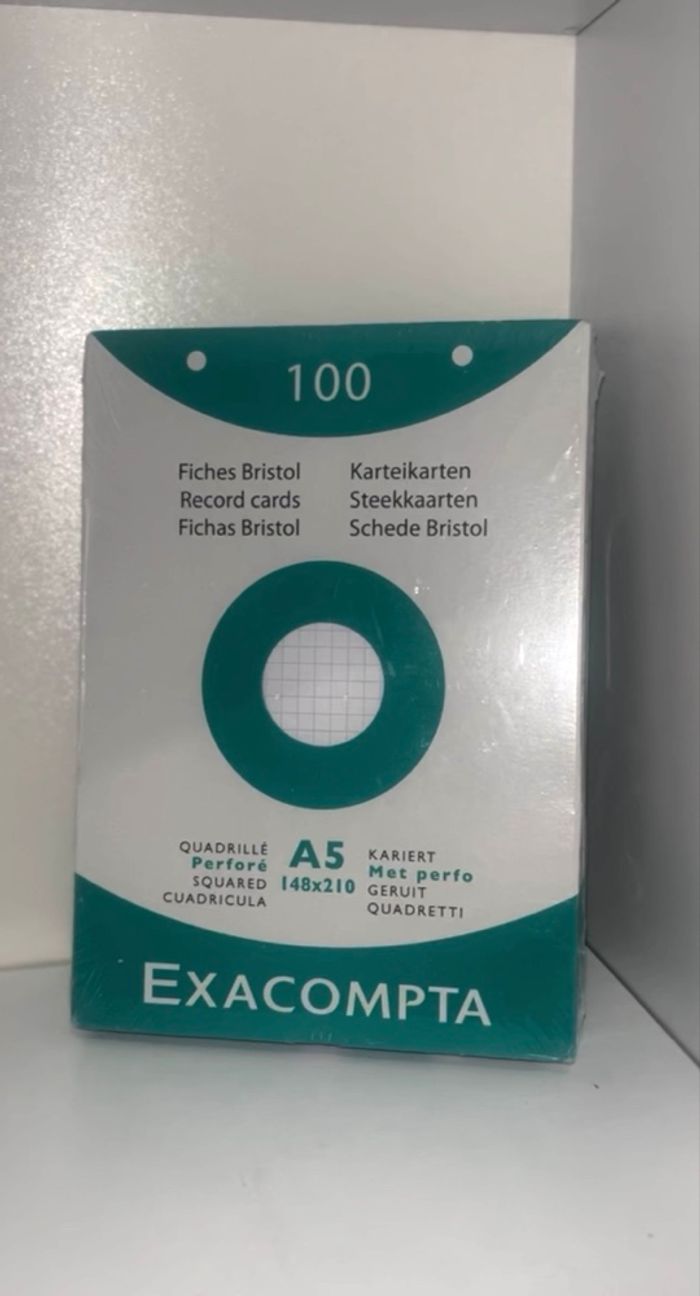 100
Fiches Bristol
Record cards
Fichas Bristol
Karteikarten
Steekkaarten
Schede Bristol
QUADRILLÉ
Perforé
SQUARED
CUADRICULA
A5
148x210
KARIERT
Met perfo
GERUIT
QUADRETTI
EXACOMPTA